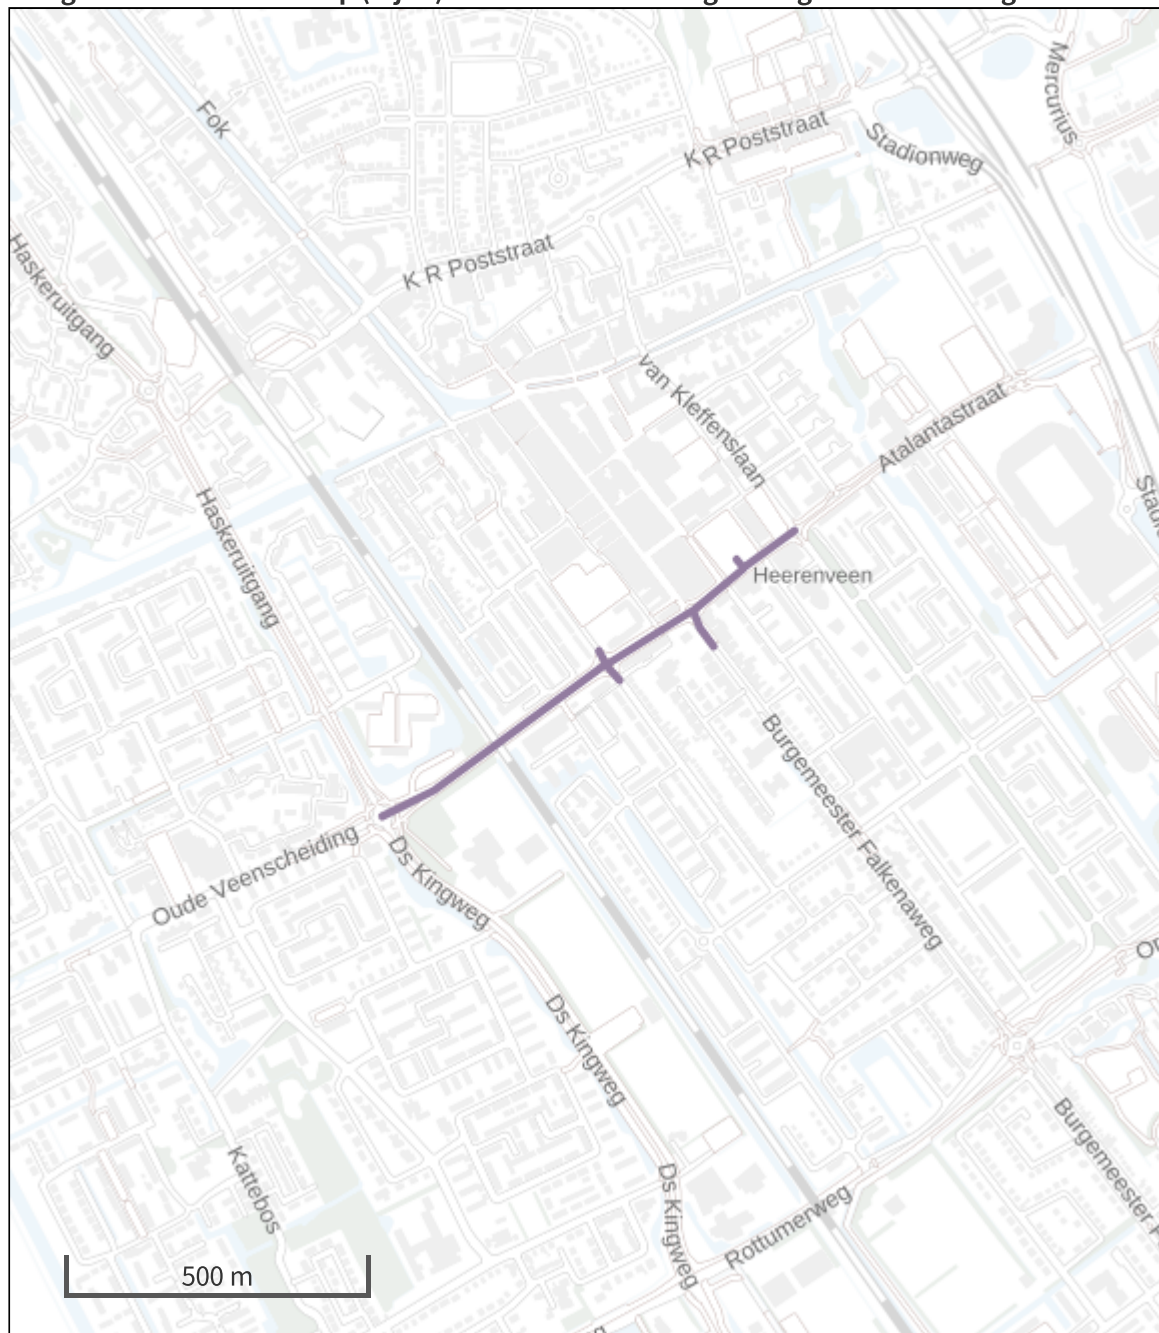 Fok
Mercurius
K R Poststraat
Stadionweg
K R Poststraat
Haskeruitgang
van Kleffenslaan
Atalantastraat
Haskeruitgang
Heerenveen
Burgemeester Falkenaweg
Oude Veenscheiding
Ds Kingweg
Ds Kingweg
Kattebos
Burgemeester
Ds Kingweg
Rottumerweg
500 m